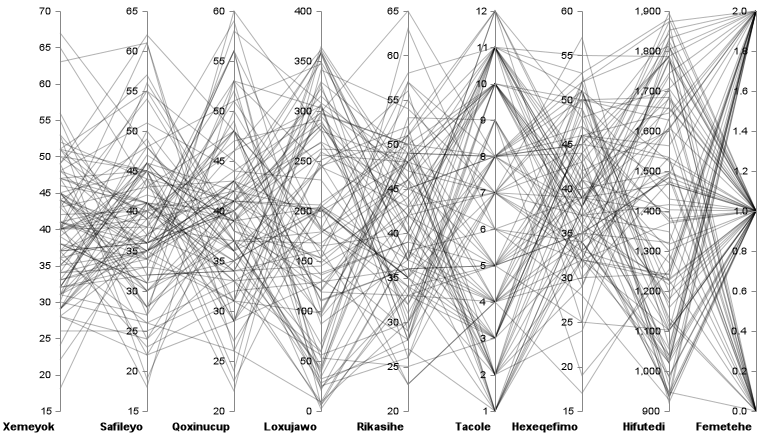 70 65 60 400 65 12 60 1,900 2.0
65 60 55 350 60 11 55 1,800 1.8
60 55 50 300 55 10 50 1,700 1.6
55 50 45 250 50 9 45 1,600 1.4
50 45 40 200 45 8 40 1,500 1.2
45 40 35 150 40 7 35 1,400 1.0
40 35 30 100 35 6 30 1,300 0.8
35 30 25 50 30 5 25 1,200 0.6
30 25 20 0 25 4 20 1,100 0.4
25 20 20 3 15 1,000 0.2
20 15 2 900 0.0
15 1
Xemeyok Safileyo Qoxinucup Loxujawo Rikasihe Tacole Hexeqefimo Hifutedi Femetehe